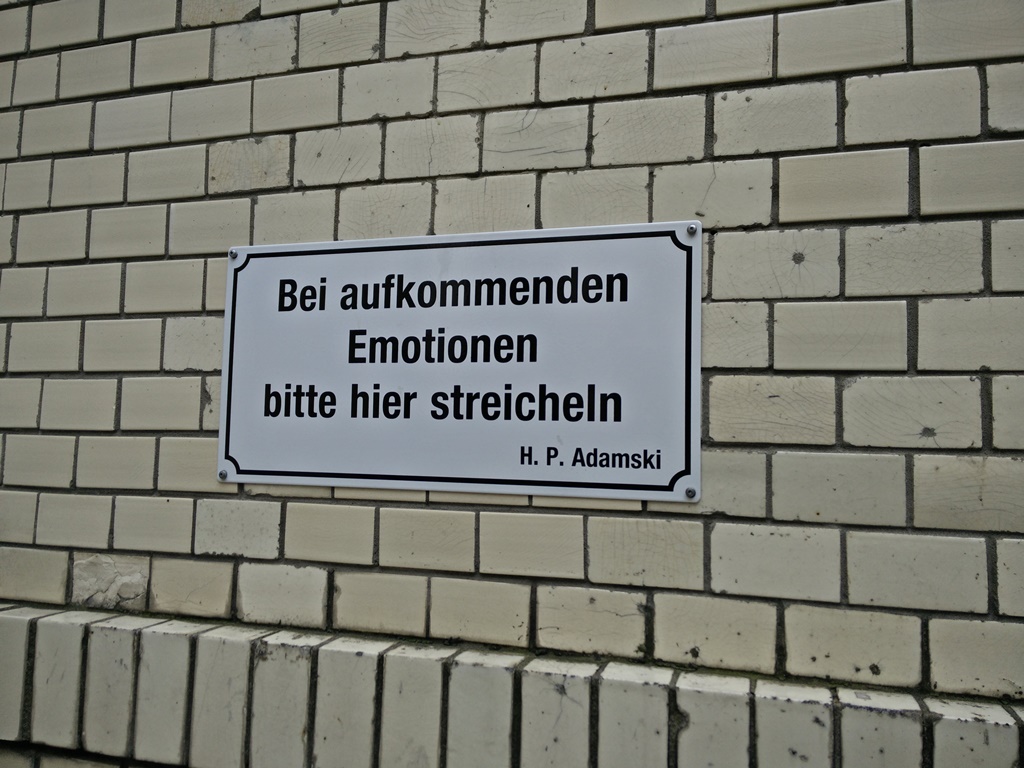 Bei aufkommenden
Emotionen
bitte hier streicheln
H. P. Adamski